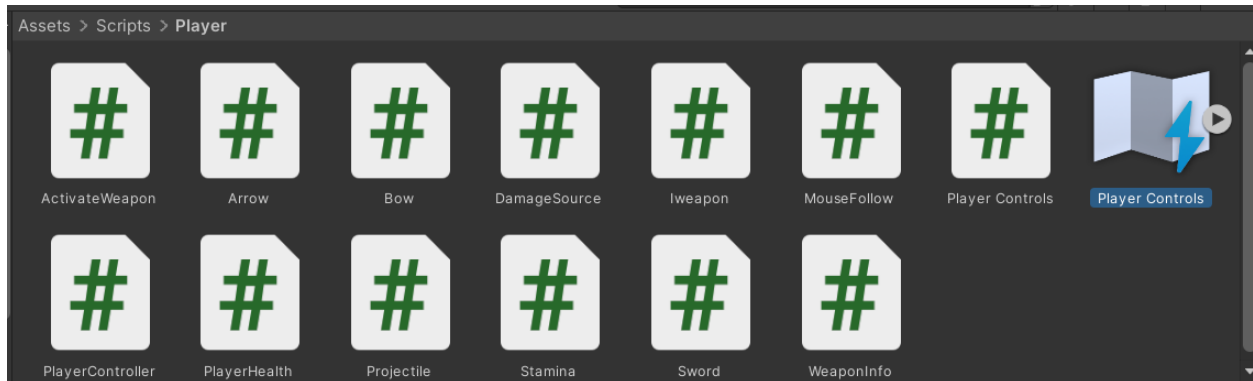 Assets > Scripts > Player
ActivateWeapon Arrow Bow DamageSource Iweapon MouseFollow Player Controls Player Controls
PlayerController PlayerHealth Projectile Stamina Sword WeaponInfo